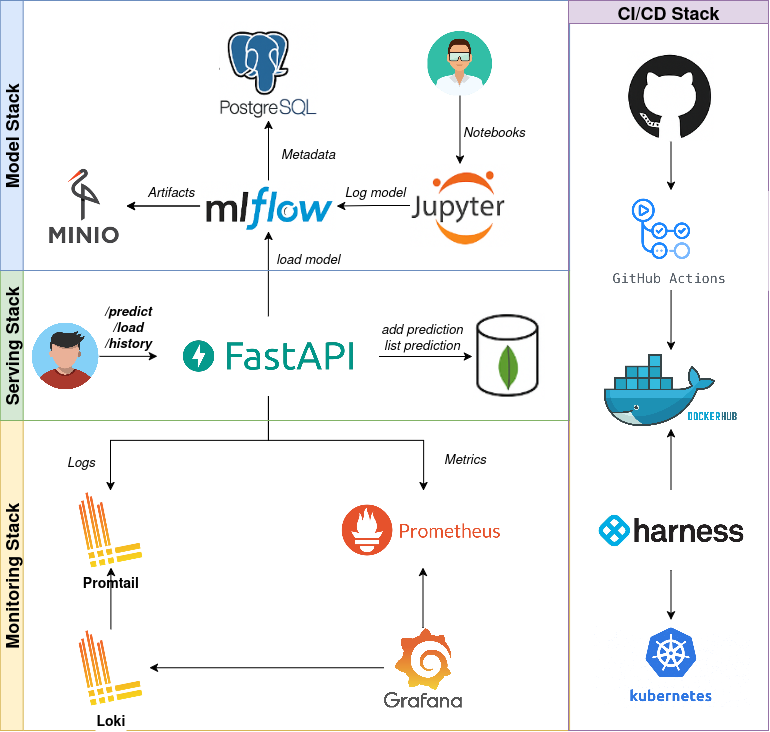 Model Stack
PostgreSQL
Notebooks
Metadata
Artifacts
mlflow
Log model
Jupyter
MINIO
load model
Serving Stack
/predict
/load
/history
FastAPI
add prediction
list prediction
Monitoring Stack
Logs
Metrics
Promtail
Prometheus
Loki
Grafana
CI/CD Stack
GitHub Actions
DOCKERHUB
harness
kubernetes